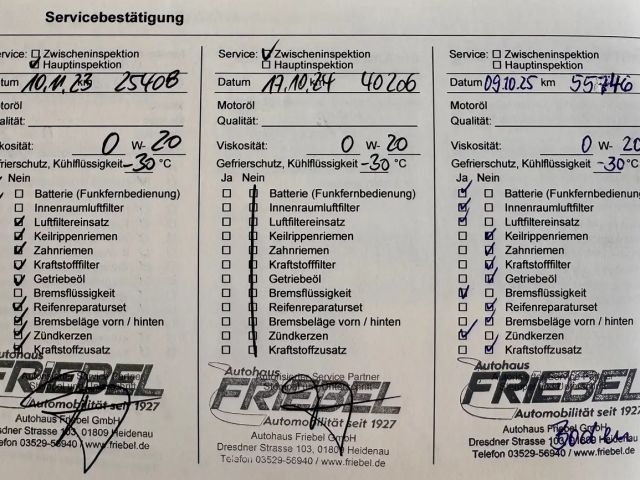 Servicebestätigung
ervice: Zwischeninspektion
Hauptinspektion
tum 10.11.23 25408
Motoröl
Qualität:
Viskosität: 0 W- 20
efrierschutz, Kühlflüssigkeit -30 °C
Nein
Batterie (Funkfernbedienung)
Innenraumluftfilter
Luftfiltereinsatz
Keilrippenriemen
Zahnriemen
Kraftstofffilter
Getriebeöl
Bremsflüssigkeit
Reifenreparaturset
Bremsbeläge vorn / hinten
Zündkerzen
Kraftstoffzusatz
Autohaus
FRIEBEL
Automobilität seit 1927
Autohaus Friebel GmbH
Dresdner Strasse 103, 01809 Heidenau
elefon 03529-56940 / www.friebel.de
Service: Zwischeninspektion
Hauptinspektion
Datum 17.10.24 40206
Motoröl
Qualität:
Viskosität: 0 W- 20
Gefrierschutz, Kühlflüssigkeit -30 °C
Ja Nein
Batterie (Funkfernbedienung)
Innenraumluftfilter
Luftfiltereinsatz
Keilrippenriemen
Zahnriemen
Kraftstofffilter
Getriebeöl
Bremsflüssigkeit
Reifenreparaturset
Bremsbeläge vorn / hinten
Zündkerzen
Kraftstoffzusatz
Autorisierter Service Partner
Autohaus
FRIEBEL
Automobilität seit 1927
Autohaus Friebel GmbH
Dresdner Strasse 103, 01809 Heidenau
Telefon 03529-56940 / www.friebel.de
Service: Zwischeninspektion
Hauptinspektion
Datum 09.10.25 km 55746
Motoröl
Qualität:
Viskosität: 0 W- 20
Gefrierschutz, Kühlflüssigkeit -30 °C
Ja Nein
Batterie (Funkfernbedienung)
Innenraumluftfilter
Luftfiltereinsatz
Keilrippenriemen
Zahnriemen
Kraftstofffilter
Getriebeöl
Bremsflüssigkeit
Reifenreparaturset
Bremsbeläge vorn / hinten
Zündkerzen
Kraftstoffzusatz
Autohaus
FRIEBEL
Automobilität seit 1927
Autohaus Friebel GmbH
Dresdner Strasse 103, 01809 Heidenau
Telefon 03529-56940 / www.friebel.de